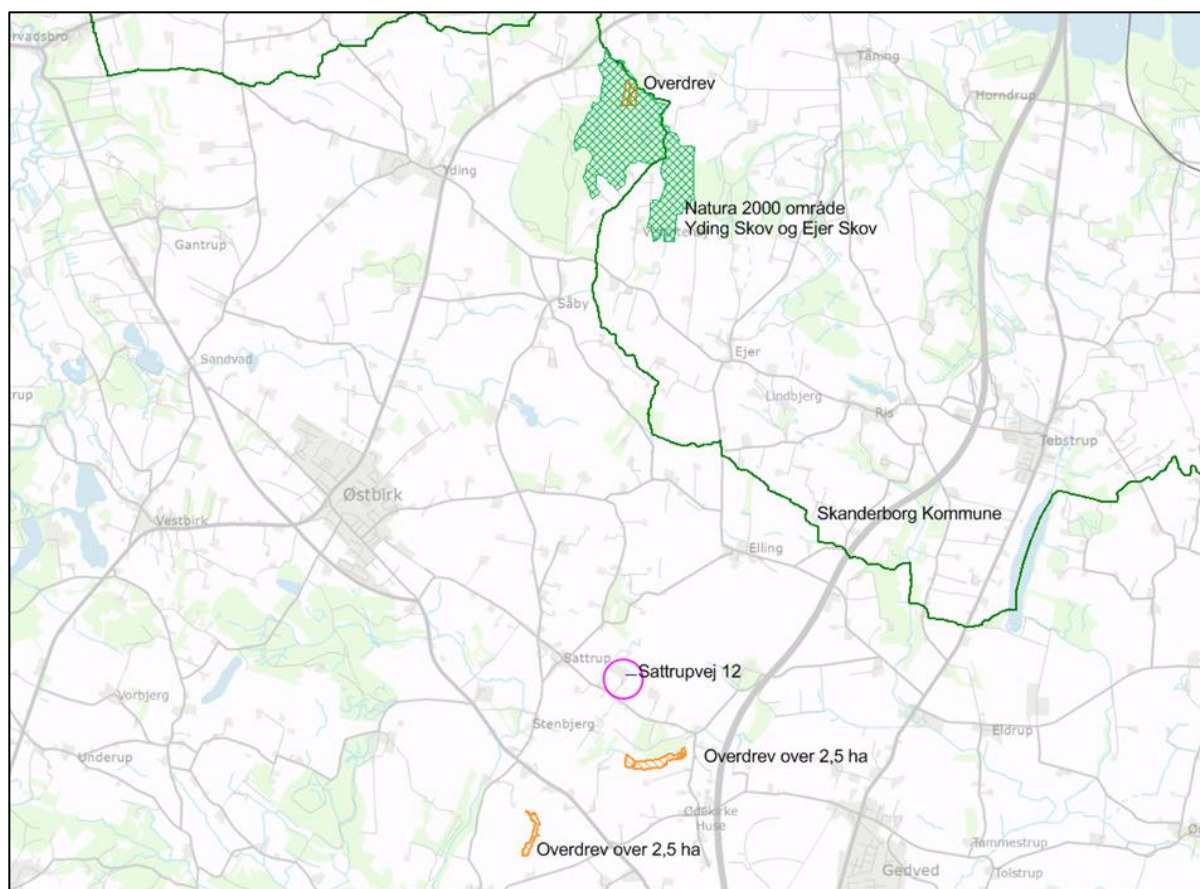 ervadsbro
Tåning
Overdrev
Horndrup
Yding
Natura 2000 område
Yding Skov og Ejer Skov
Gantrup
Såby
Ejer
Sandvad
Lindbjerg
Ris
trup
Tebstrup
Østbirk
Skanderborg Kommune
Vestbirk
Elling
Sattrup
Sattrupvej 12
Vorbjerg
Stenbjerg
Eldrup
Underup
Overdrev over 2,5 ha
Ødekirke
Huse
Overdrev over 2,5 ha
Tammestrup
Gedved
Tolstrup